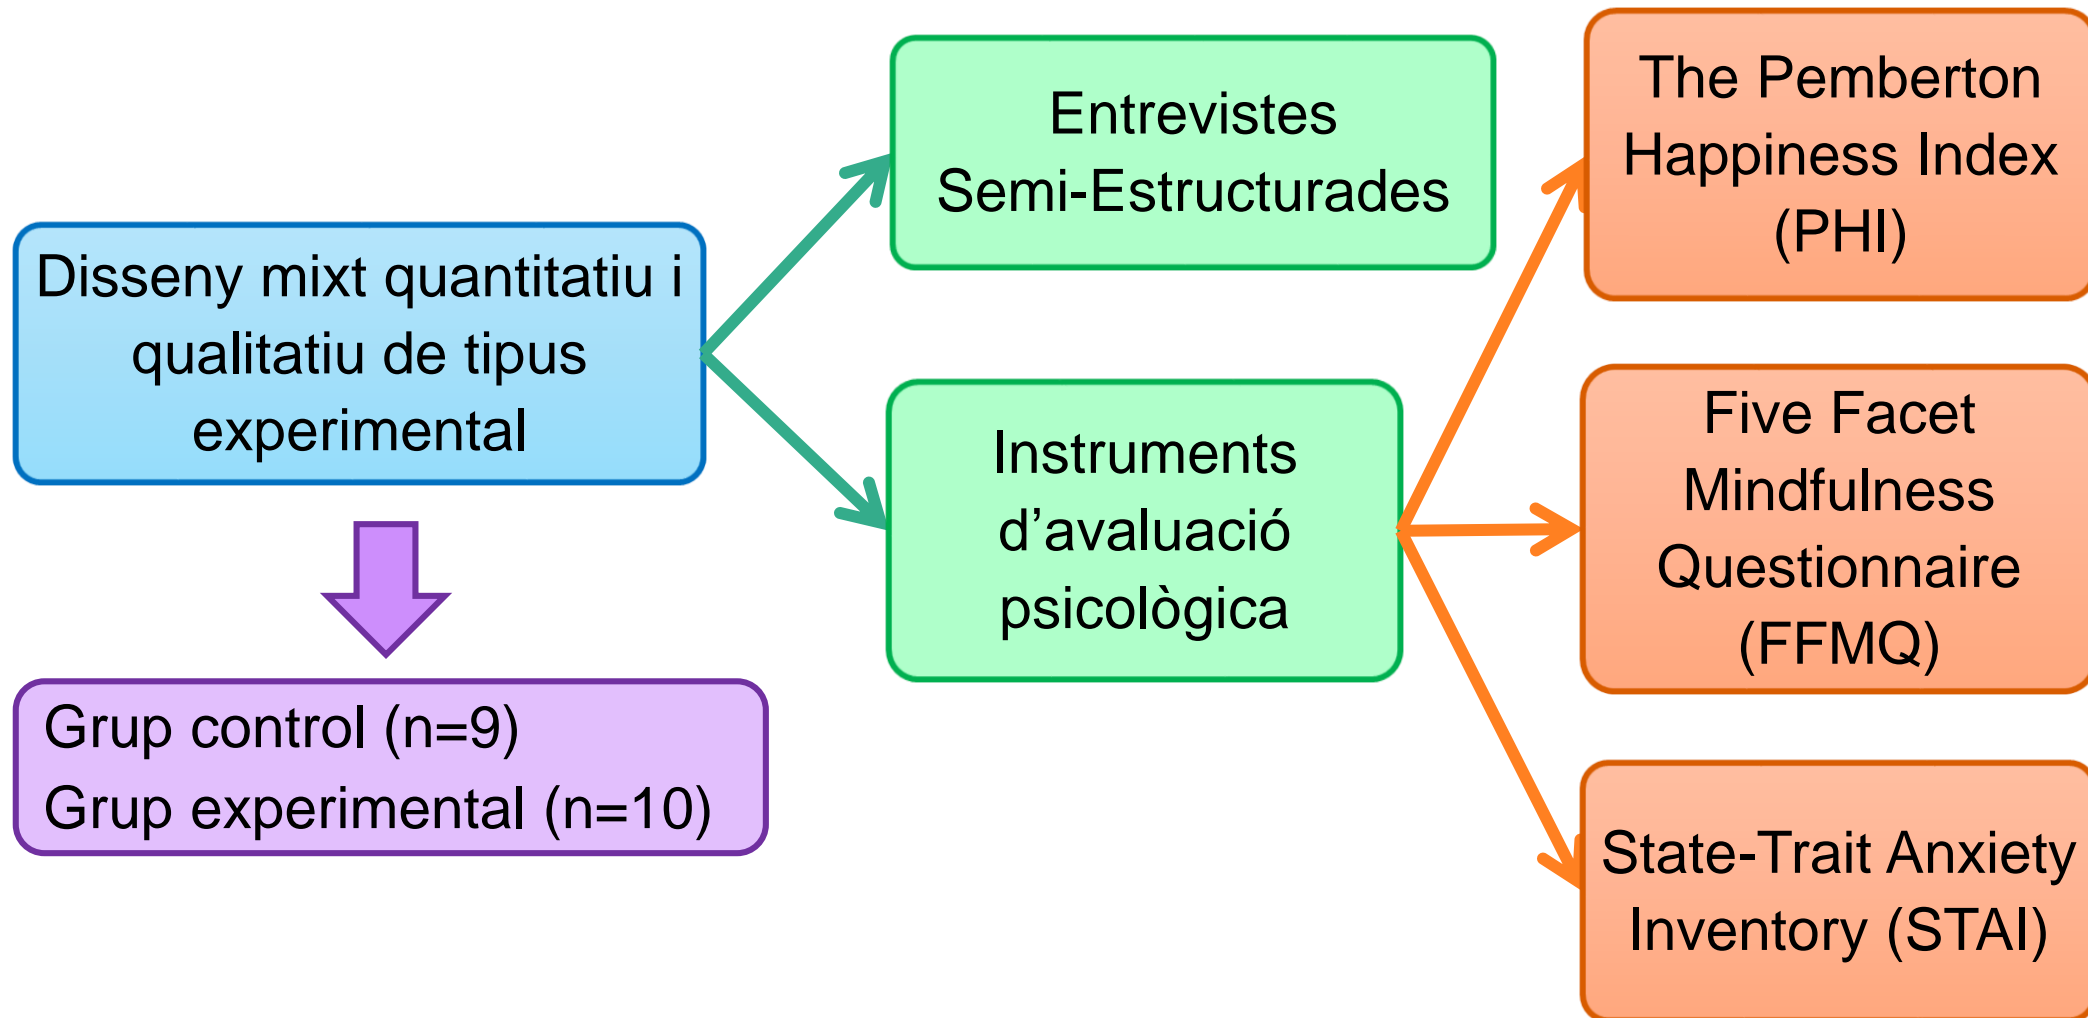 Disseny mixt quantitatiu i
qualitatiu de tipus
experimental
Grup control (n=9)
Grup experimental (n=10)
Entrevistes
Semi-Estructurades
Instruments
d’avaluació
psicològica
The Pemberton
Happiness Index
(PHI)
Five Facet
Mindfulness
Questionnaire
(FFMQ)
State-Trait Anxiety
Inventory (STAI)